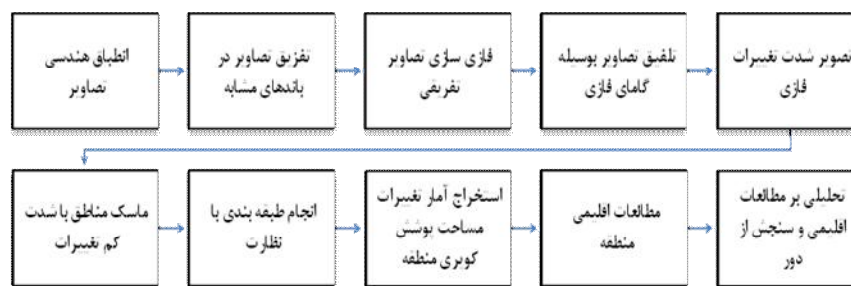 انطباق هندسی
تصاویر
تفریق تصاویر در
باندهای مشابه
فازی سازی تصاویر
تفریقی
تلفیق تصاویر بوسیله
گامای فازی
تصویر شدت تغییرات
فازی
ماسک مناطق با شدت
کم تغییرات
انجام طبقه بندی با
نظارت
استخراج آمار تغییرات
مساحت پوشش
کویری منطقه
مطالعات اقلیمی
منطقه
تحلیلی بر مطالعات
اقلیمی و سنجش از
دور